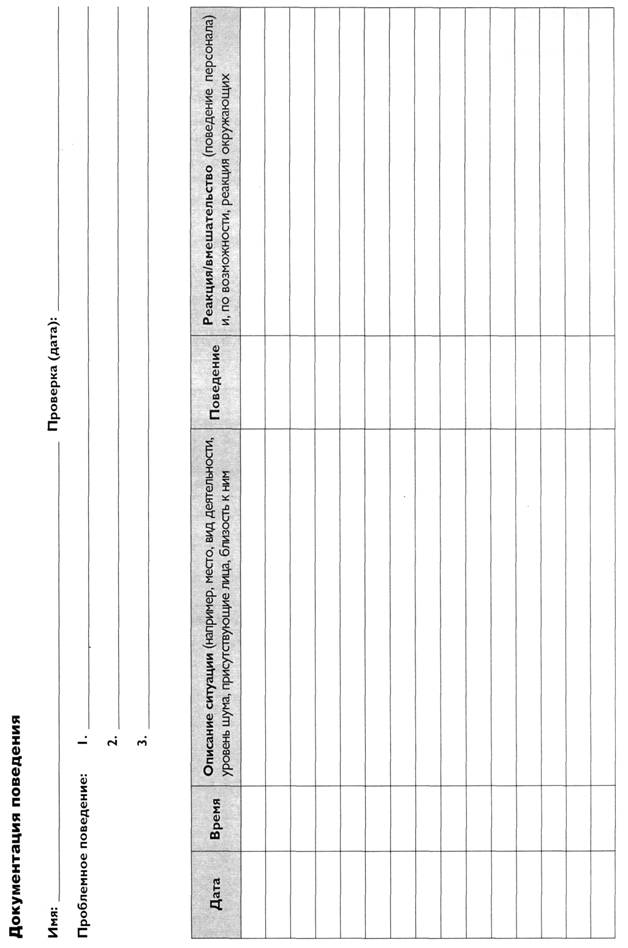 Документация поведения
Имя: Проверка (дата):
Проблемное поведение: 1.
2.
3.
Дата
Время
Описание ситуации (например, место, вид деятельности,
уровень шума, присутствующие лица, близость к ним
Поведение
Реакция/вмешательство (поведение персонала)
и, по возможности, реакция окружающих